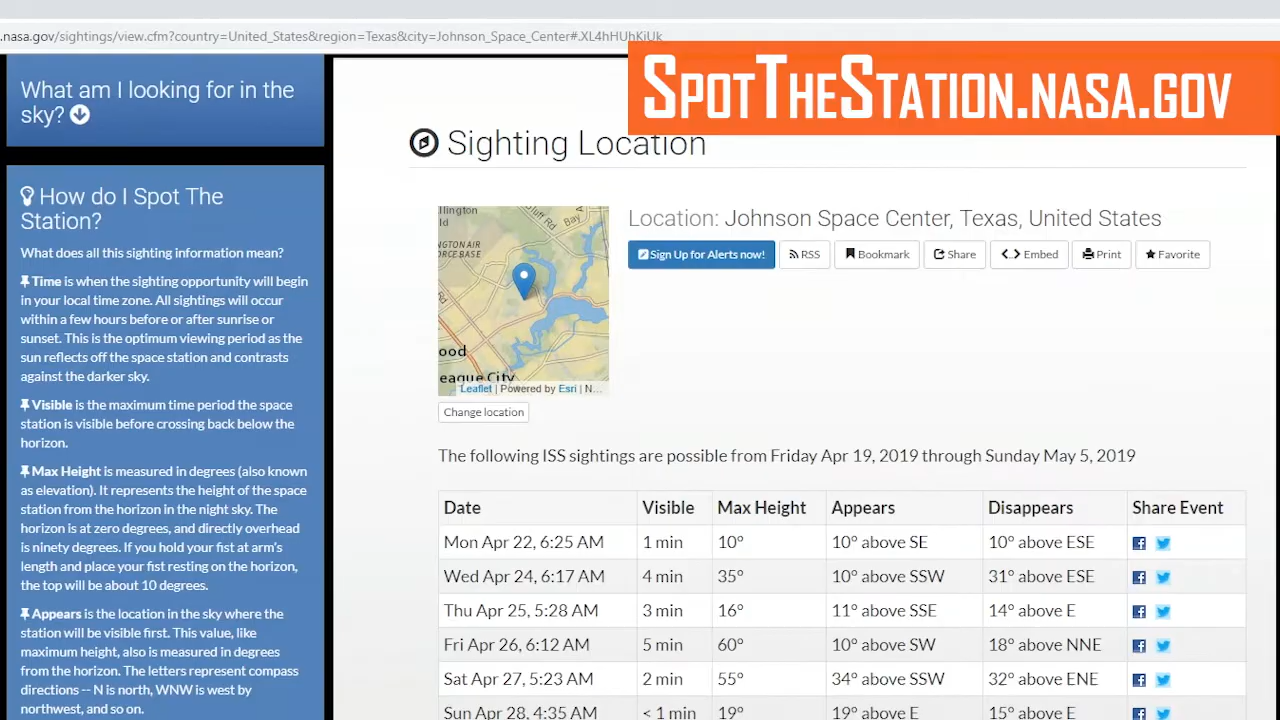 .nasa.gov/sightings/view.cfm?country=United_States&region=Texas&city=Johnson_Space_Center#.XL4hHUhKiUk
SPOTTHESTATION.NASA.GOV
What am I looking for in the
sky?
How do I Spot The
Station?
What does all this sighting information mean?
Time is when the sighting opportunity will begin
in your local time zone. All sightings will occur
within a few hours before or after sunrise or
sunset. This is the optimum viewing period as the
sun reflects off the space station and contrasts
against the darker sky.
Visible is the maximum time period the space
station is visible before crossing back below the
horizon.
Max Height is measured in degrees (also known
as elevation). It represents the height of the space
station from the horizon in the night sky. The
horizon is at zero degrees, and directly overhead
is ninety degrees. If you hold your fist at arm's
length and place your fist resting on the horizon,
the top will be about 10 degrees.
Appears is the location in the sky where the
station will be visible first. This value, like
maximum height, also is measured in degrees
from the horizon. The letters represent compass
directions -- N is north, WNW is west by
northwest, and so on.
Sighting Location
llington
ld
Bluff Rd
Bay
NGTON AIR
ORCE BASE
Rd
ood
eague City
Leaflet | Powered by Esri | N...
Change location
Location: Johnson Space Center, Texas, United States
Sign Up for Alerts now! RSS Bookmark Share Embed Print Favorite
The following ISS sightings are possible from Friday Apr 19, 2019 through Sunday May 5, 2019
Date Visible Max Height Appears Disappears Share Event
Mon Apr 22, 6:25 AM 1 min 10° 10° above SE 10° above ESE
Wed Apr 24, 6:17 AM 4 min 35° 10° above SSW 31° above ESE
Thu Apr 25, 5:28 AM 3 min 16° 11° above SSE 14° above E
Fri Apr 26, 6:12 AM 5 min 60° 10° above SW 18° above NNE
Sat Apr 27, 5:23 AM 2 min 55° 34° above SSW 32° above ENE
Sun Apr 28, 4:35 AM < 1 min 19° 19° above E 15° above E